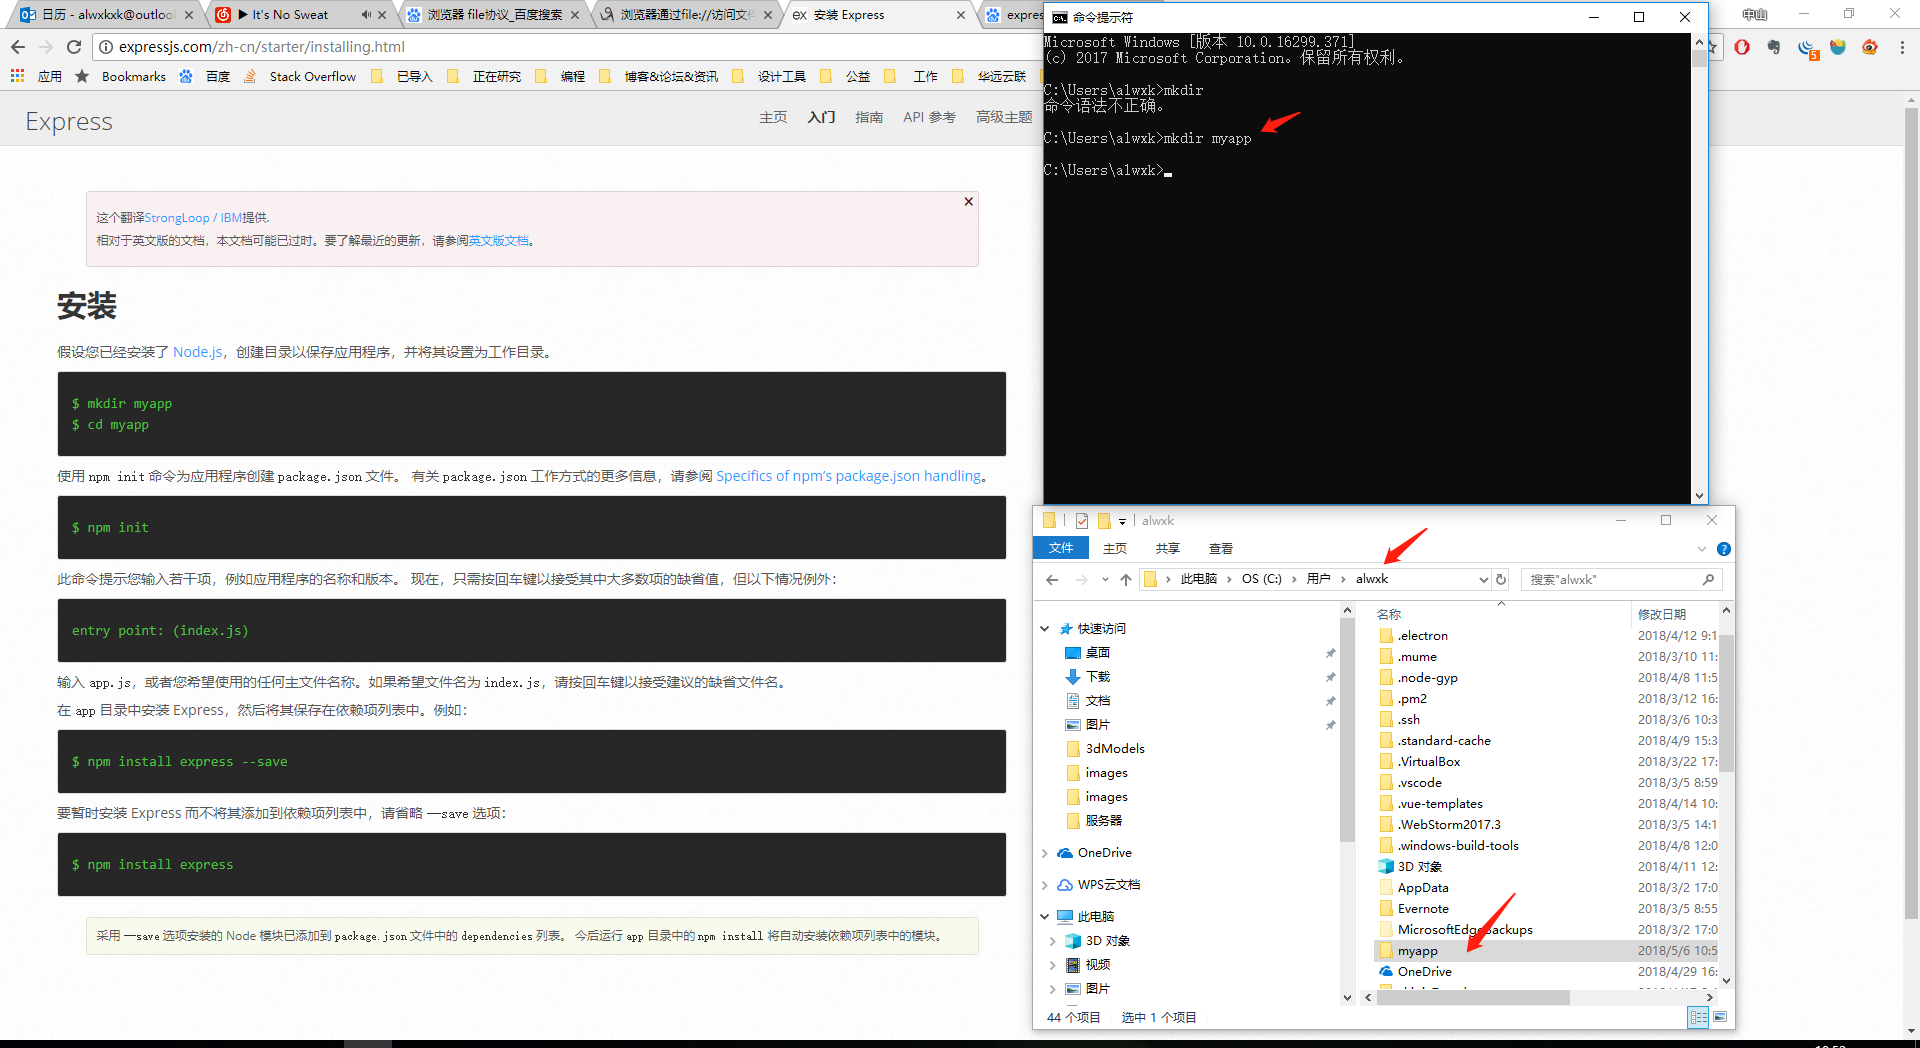 日历 - alwxkxk@outloo
▶ It's No Sweat
浏览器 file协议_百度搜索
浏览器通过file://访问文件
安装 Express
expres
中山
expressjs.com/zh-cn/starter/installing.html
应用
Bookmarks
百度
Stack Overflow
已导入
正在研究
编程
博客&论坛&资讯
设计工具
公益
工作
华远云联
5
Express
主页
入门
指南
API 参考
高级主题
这个翻译StrongLoop / IBM提供.
相对于英文版的文档，本文档可能已过时。要了解最近的更新，请参阅英文版文档。
安装
假设您已经安装了 Node.js，创建目录以保存应用程序，并将其设置为工作目录。
$ mkdir myapp
$ cd myapp
使用 npm init 命令为应用程序创建 package.json 文件。 有关 package.json 工作方式的更多信息，请参阅 Specifics of npm’s package.json handling。
$ npm init
此命令提示您输入若干项，例如应用程序的名称和版本。 现在，只需按回车键以接受其中大多数项的缺省值，但以下情况例外：
entry point: (index.js)
输入 app.js，或者您希望使用的任何主文件名称。如果希望文件名为 index.js，请按回车键以接受建议的缺省文件名。
在 app 目录中安装 Express，然后将其保存在依赖项列表中。例如：
$ npm install express --save
要暂时安装 Express 而不将其添加到依赖项列表中，请省略 —save 选项：
$ npm install express
采用 —save 选项安装的 Node 模块已添加到 package.json 文件中的 dependencies 列表。 今后运行 app 目录中的 npm install 将自动安装依赖项列表中的模块。
命令提示符
Microsoft Windows [版本 10.0.16299.371]
(c) 2017 Microsoft Corporation。保留所有权利。
C:\Users\alwxk>mkdir
命令语法不正确。
C:\Users\alwxk>mkdir myapp
C:\Users\alwxk>
alwxk
文件
主页
共享
查看
此电脑 › OS (C:) › 用户 › alwxk
搜索"alwxk"
快速访问
桌面
下载
文档
图片
3dModels
images
images
服务器
OneDrive
WPS云文档
此电脑
3D 对象
视频
图片
名称 修改日期
.electron 2018/4/12 9:1
.mume 2018/3/10 11:
.node-gyp 2018/4/8 11:5
.pm2 2018/3/12 16:
.ssh 2018/3/6 10:3
.standard-cache 2018/4/9 15:3
.VirtualBox 2018/3/22 17:
.vscode 2018/3/5 8:59
.vue-templates 2018/4/14 10:
.WebStorm2017.3 2018/3/5 14:1
.windows-build-tools 2018/4/8 12:0
3D 对象 2018/4/11 12:
AppData 2018/3/2 17:0
Evernote 2018/3/5 8:55
MicrosoftEdgeBackups 2018/3/2 17:0
myapp 2018/5/6 10:5
OneDrive 2018/4/29 16:
44 个项目 选中 1 个项目